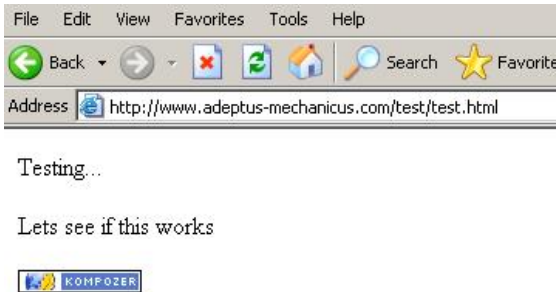 File Edit View Favorites Tools Help
Back Search Favorite
Address http://www.adeptus-mechanicus.com/test/test.html
Testing...
Lets see if this works
KOMPOZER